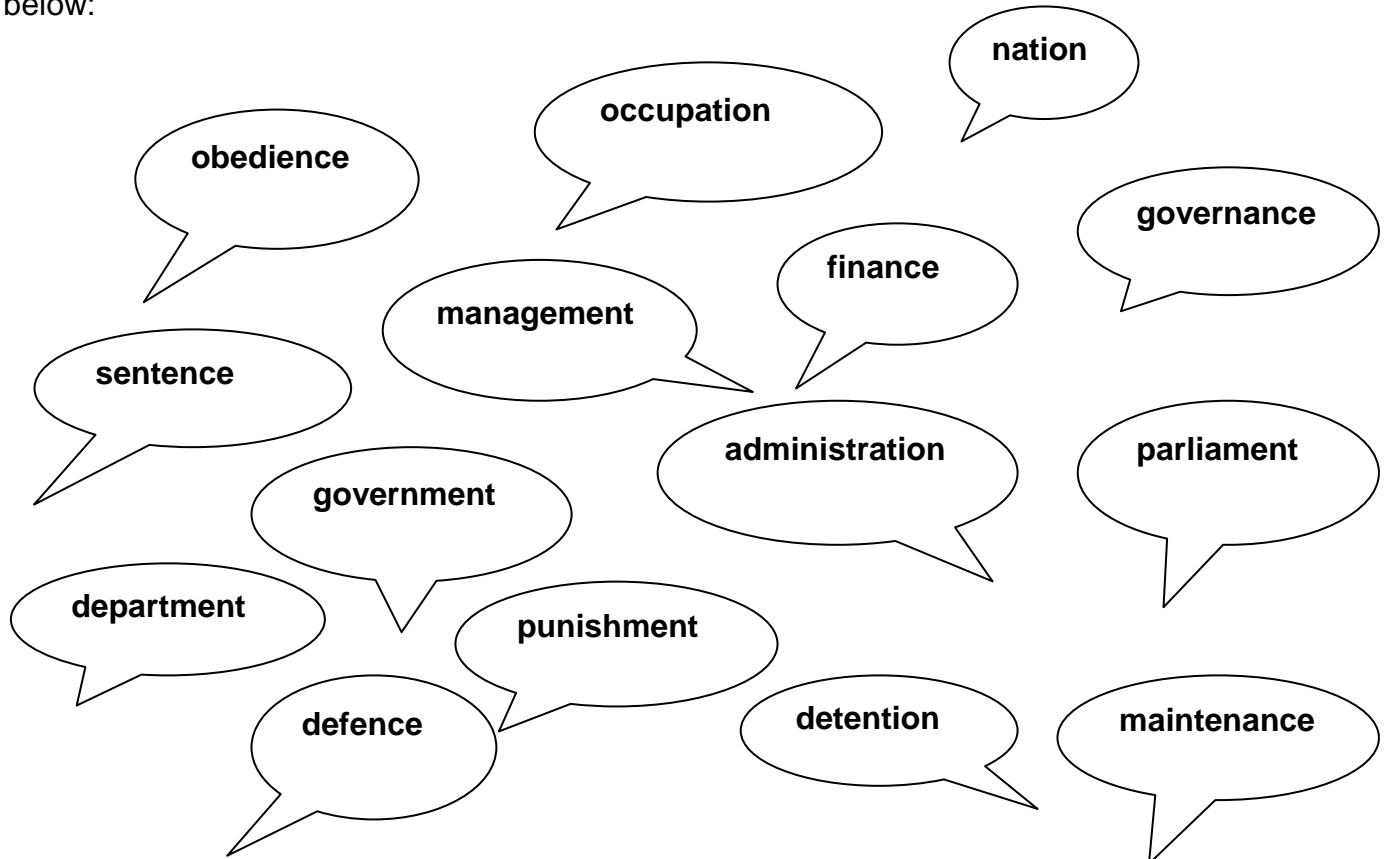 below:
nation
occupation
obedience
governance
finance
management
sentence
administration
parliament
government
department
punishment
defence
detention
maintenance